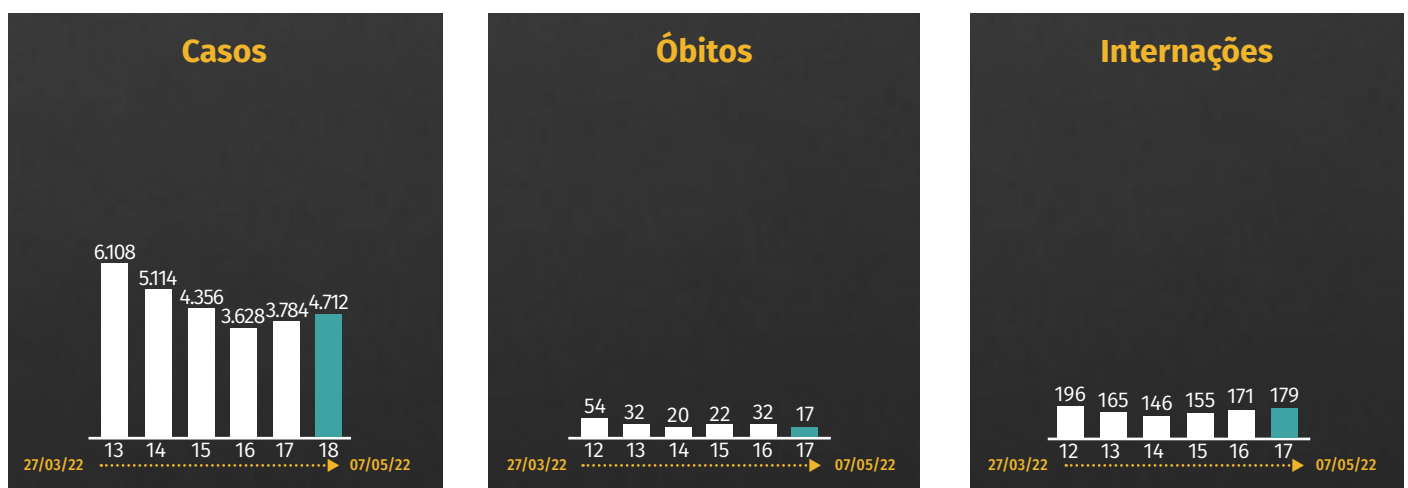 Casos
6.108
5.114
4.356
3.628
3.784
4.712
13 14 15 16 17 18
27/03/22 07/05/22
Óbitos
54 32 20 22 32 17
12 13 14 15 16 17
27/03/22 07/05/22
Internações
196 165 146 155 171 179
12 13 14 15 16 17
27/03/22 07/05/22